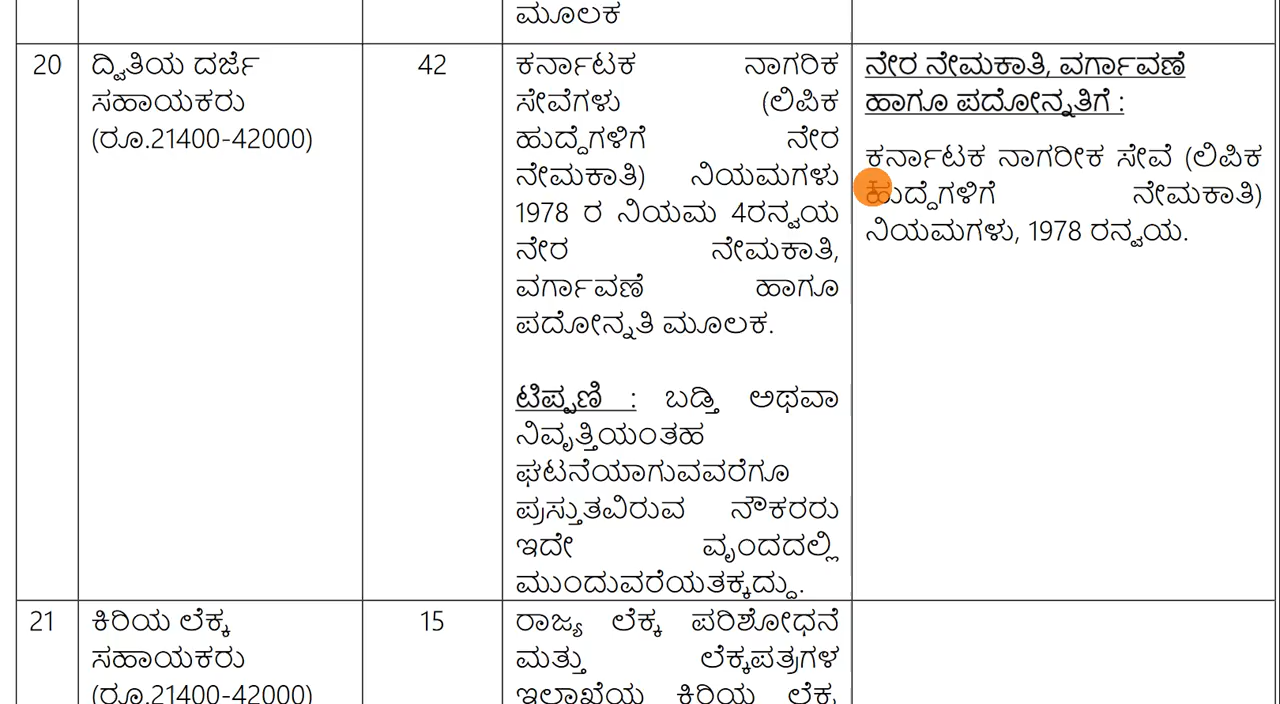 ಮೂಲಕ
20
ದ್ವಿತಿಯ ದರ್ಜೆ
ಸಹಾಯಕರು
(ರೂ.21400-42000)
42
ಕರ್ನಾಟಕ ನಾಗರಿಕ
ಸೇವೆಗಳು (ಲಿಪಿಕ
ಹುದ್ದೆಗಳಿಗೆ ನೇರ
ನೇಮಕಾತಿ) ನಿಯಮಗಳು
1978 ರ ನಿಯಮ 4ರನ್ವಯ
ನೇರ ನೇಮಕಾತಿ,
ವರ್ಗಾವಣೆ ಹಾಗೂ
ಪದೋನ್ನತಿ ಮೂಲಕ.
ಟಿಪ್ಪಣಿ : ಬಡ್ತಿ ಅಥವಾ
ನಿವೃತ್ತಿಯಂತಹ
ಘಟನೆಯಾಗುವವರೆಗೂ
ಪ್ರಸ್ತುತವಿರುವ ನೌಕರರು
ಇದೇ ವೃಂದದಲ್ಲಿ
ಮುಂದುವರೆಯತಕ್ಕದ್ದು.
ನೇರ ನೇಮಕಾತಿ, ವರ್ಗಾವಣೆ
ಹಾಗೂ ಪದೋನ್ನತಿಗೆ :
ಕರ್ನಾಟಕ ನಾಗರೀಕ ಸೇವೆ (ಲಿಪಿಕ
ಹುದ್ದೆಗಳಿಗೆ ನೇಮಕಾತಿ)
ನಿಯಮಗಳು, 1978 ರನ್ವಯ.
21
ಕಿರಿಯ ಲೆಕ್ಕ
ಸಹಾಯಕರು
(ರೂ.21400-42000)
15
ರಾಜ್ಯ ಲೆಕ್ಕ ಪರಿಶೋಧನೆ
ಮತ್ತು ಲೆಕ್ಕಪತ್ರಗಳ
ಇಲಾಖೆಯ ಕಿರಿಯ ಲೆಕ್ಕ